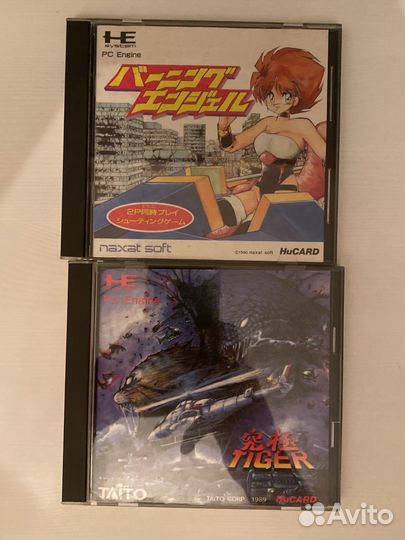 HE
system
PC Engine
バーニング
エンジェル
2P同時プレイ
シューティングゲーム
naxat soft
©1990 naxat soft
HuCARD
HE
PC Engine
究極
TIGER
TAITO
TAITO CORP. 1989
HuCARD
Avito